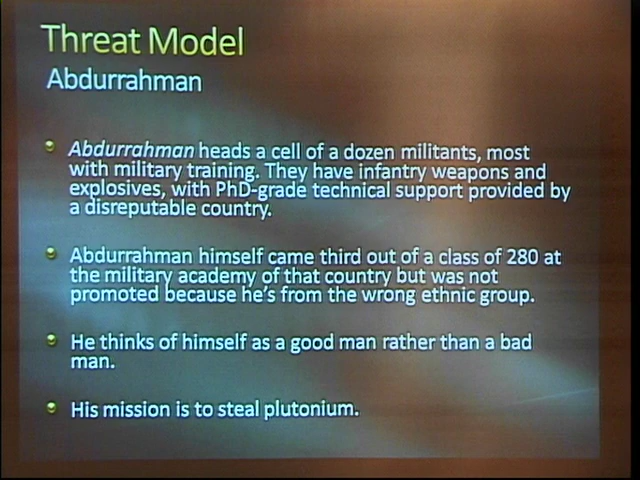 Threat Model
Abdurrahman
Abdurrahman heads a cell of a dozen militants, most
with military training. They have infantry weapons and
explosives, with PhD-grade technical support provided by
a disreputable country.
Abdurrahman himself came third out of a class of 280 at
the military academy of that country but was not
promoted because he's from the wrong ethnic group.
He thinks of himself as a good man rather than a bad
man.
His mission is to steal plutonium.